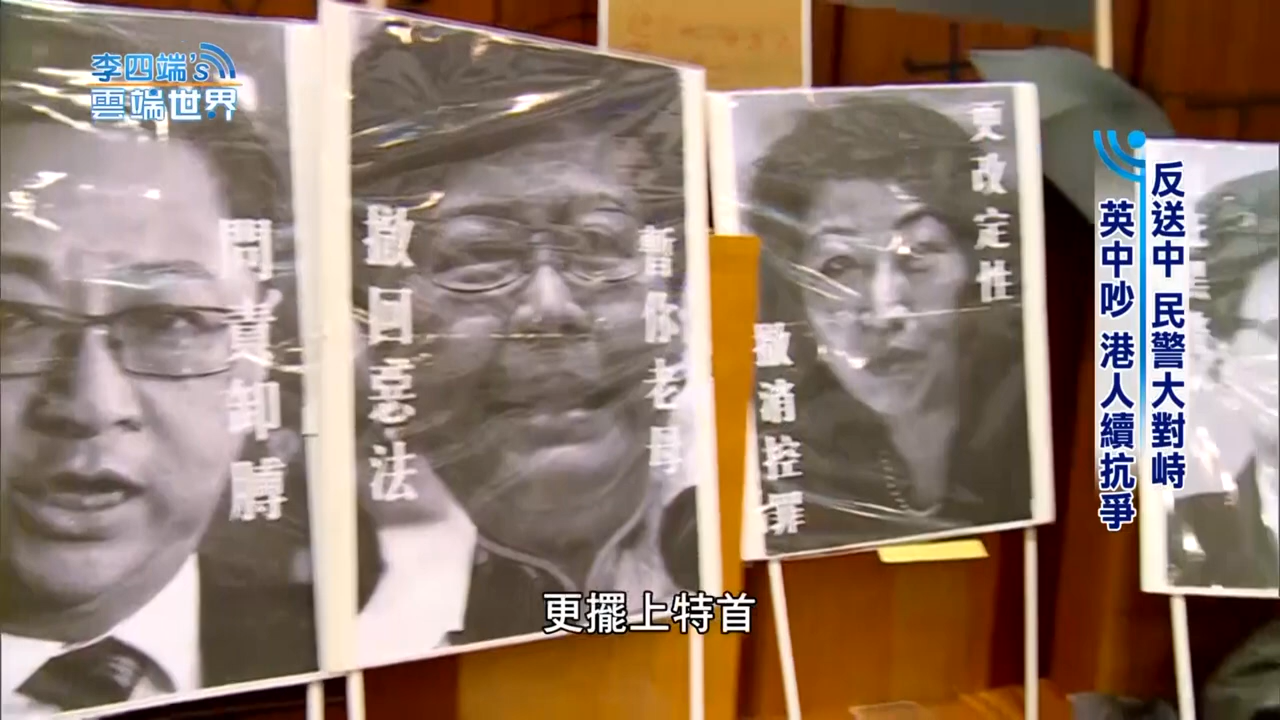 李四端's
雲端世界
反送中 民警大對峙
英中吵 港人續抗爭
問責卸膊
撤回惡法
暫你老母
更改定性
撤消控罪
更擺上特首